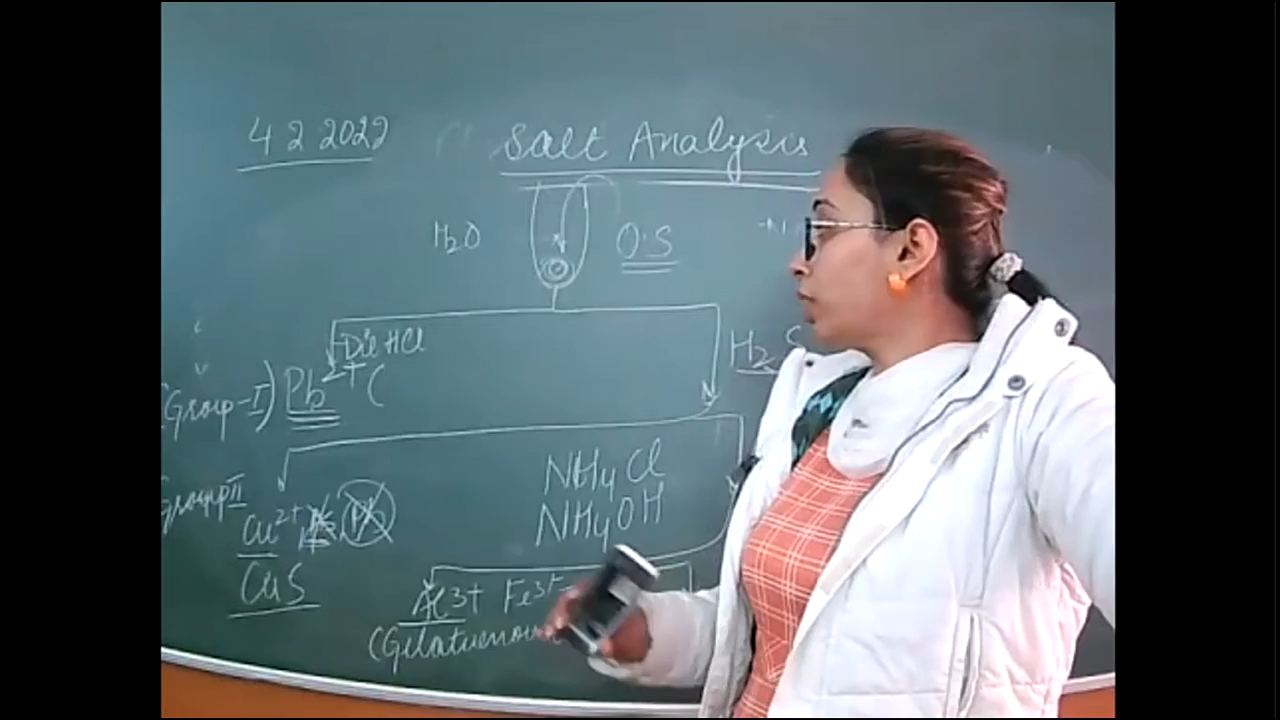 4 2 2022
Salt Analysis
H2O
O.S
Dil HCl
H2S
(Group-I) Pb2+ (
NH4Cl
Group II
NH4OH
Cu2+
CuS
Al3+ Fe3+